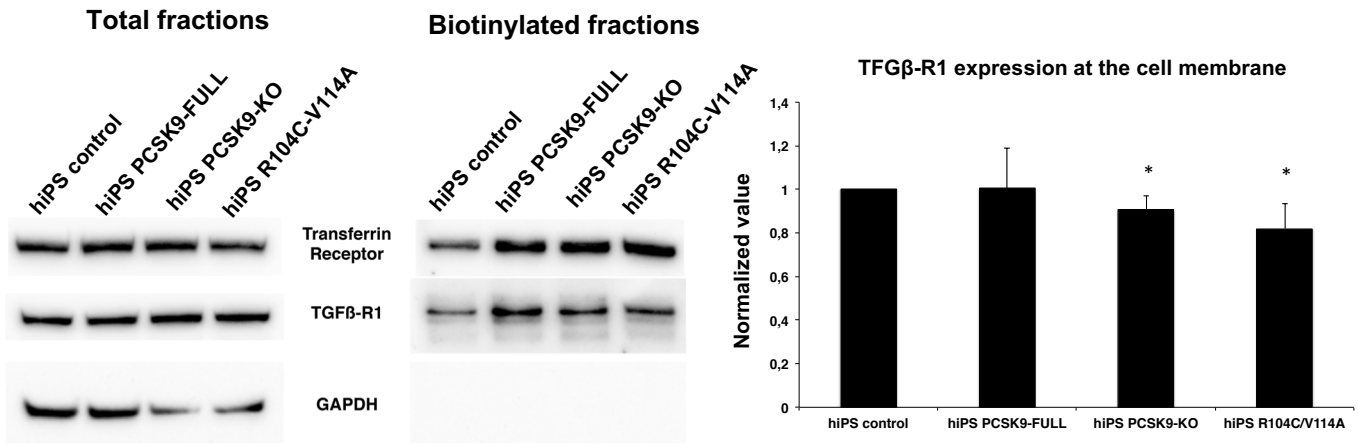 Total fractions
hiPS control
hiPS PCSK9-FULL
hiPS PCSK9-KO
hiPS R104C-V114A
Biotinylated fractions
hiPS control
hiPS PCSK9-FULL
hiPS PCSK9-KO
hiPS R104C-V114A
Transferrin
Receptor
TGFβ-R1
GAPDH
TFGβ-R1 expression at the cell membrane
Normalized value
1,4
1,2
1
0,8
0,6
0,4
0,2
0
*
*
hiPS control
hiPS PCSK9-FULL
hiPS PCSK9-KO
hiPS R104C/V114A